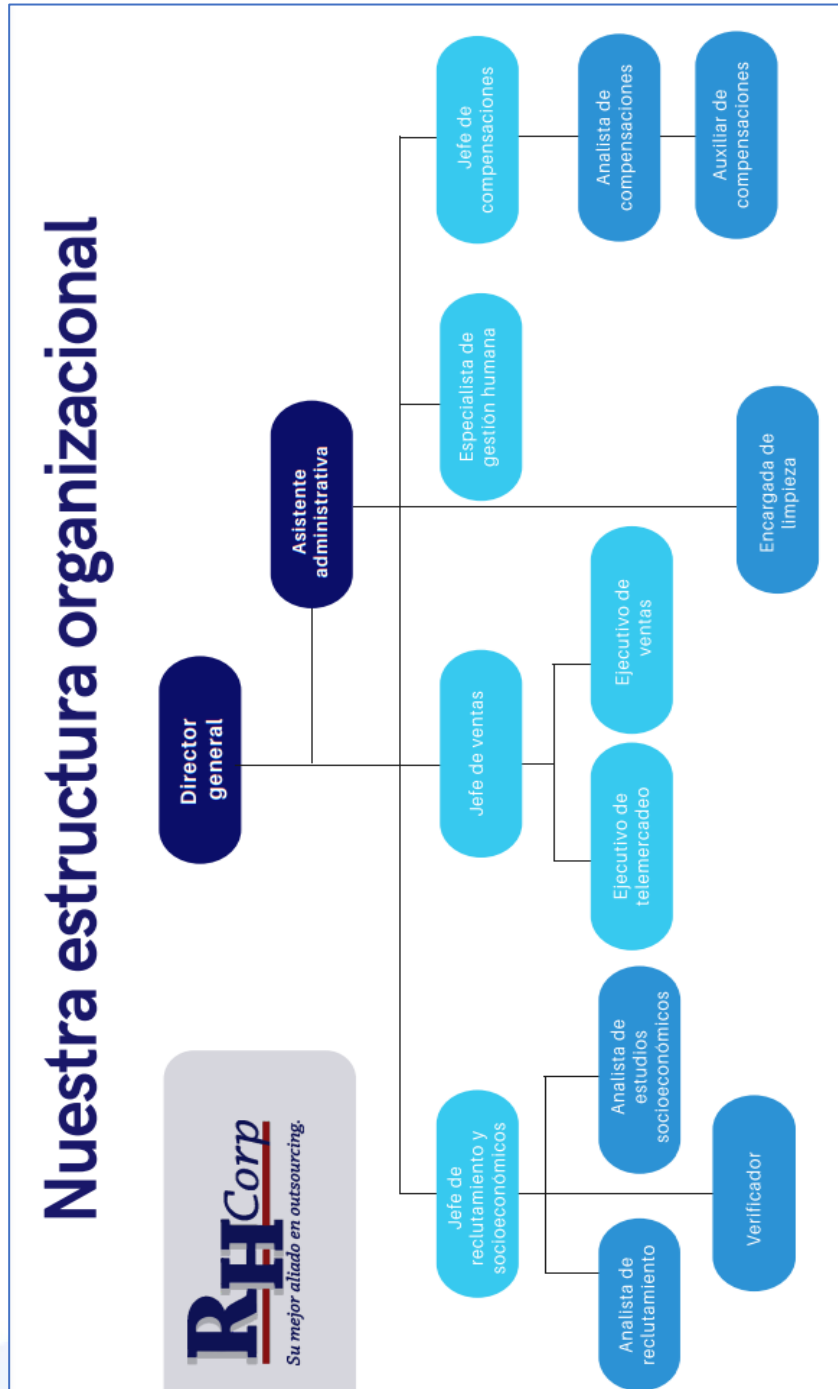 Nuestra estructura organizacional
RHCorp
Su mejor aliado en outsourcing.
Director
general
Asistente
administrativa
Jefe de
reclutamiento y
socioeconómicos
Jefe de ventas
Especialista de
gestión humana
Jefe de
compensaciones
Analista de
reclutamiento
Analista de
estudios
socioeconómicos
Verificador
Ejecutivo de
telemercadeo
Ejecutivo de
ventas
Encargada de
limpieza
Analista de
compensaciones
Auxiliar de
compensaciones